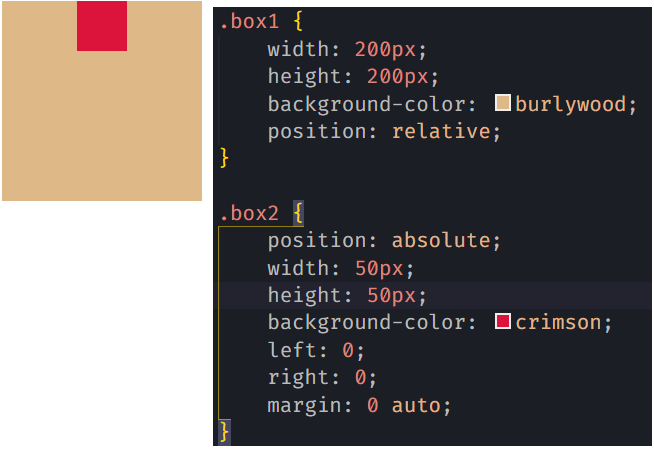 .box1 {
    width: 200px;
    height: 200px;
    background-color: burlywood;
    position: relative;
}

.box2 {
    position: absolute;
    width: 50px;
    height: 50px;
    background-color: crimson;
    left: 0;
    right: 0;
    margin: 0 auto;
}